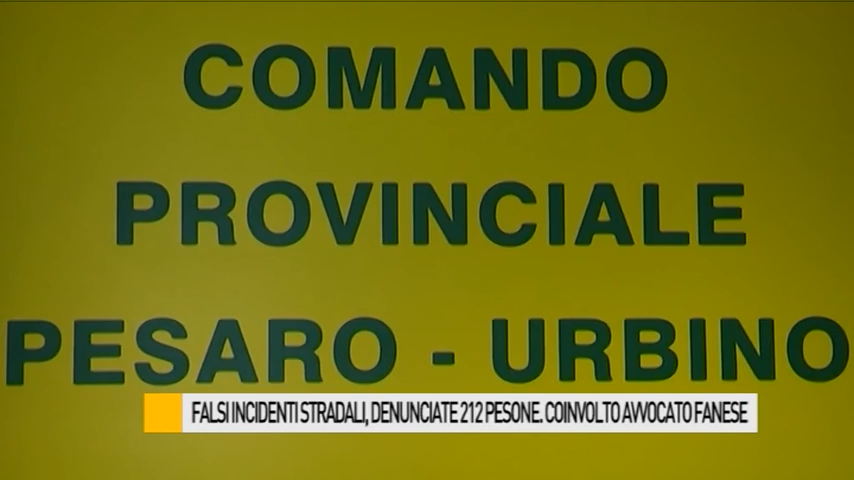 COMANDO
PROVINCIALE
PESARO - URBINO
FALSI INCIDENTI STRADALI, DENUNCIATE 212 PESONE. COINVOLTO AVVOCATO FANESE